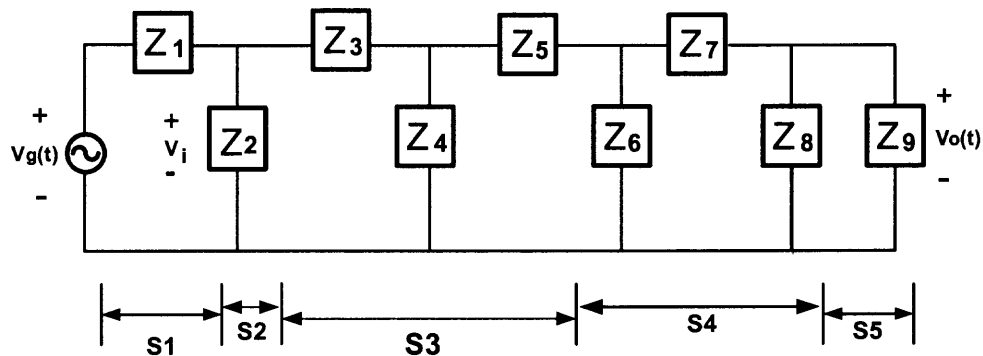 Z1
Z3
Z5
Z7
+
Vg(t)
-
+
Vi
-
Z2
Z4
Z6
Z8
Z9
+
Vo(t)
-
S1
S2
S3
S4
S5